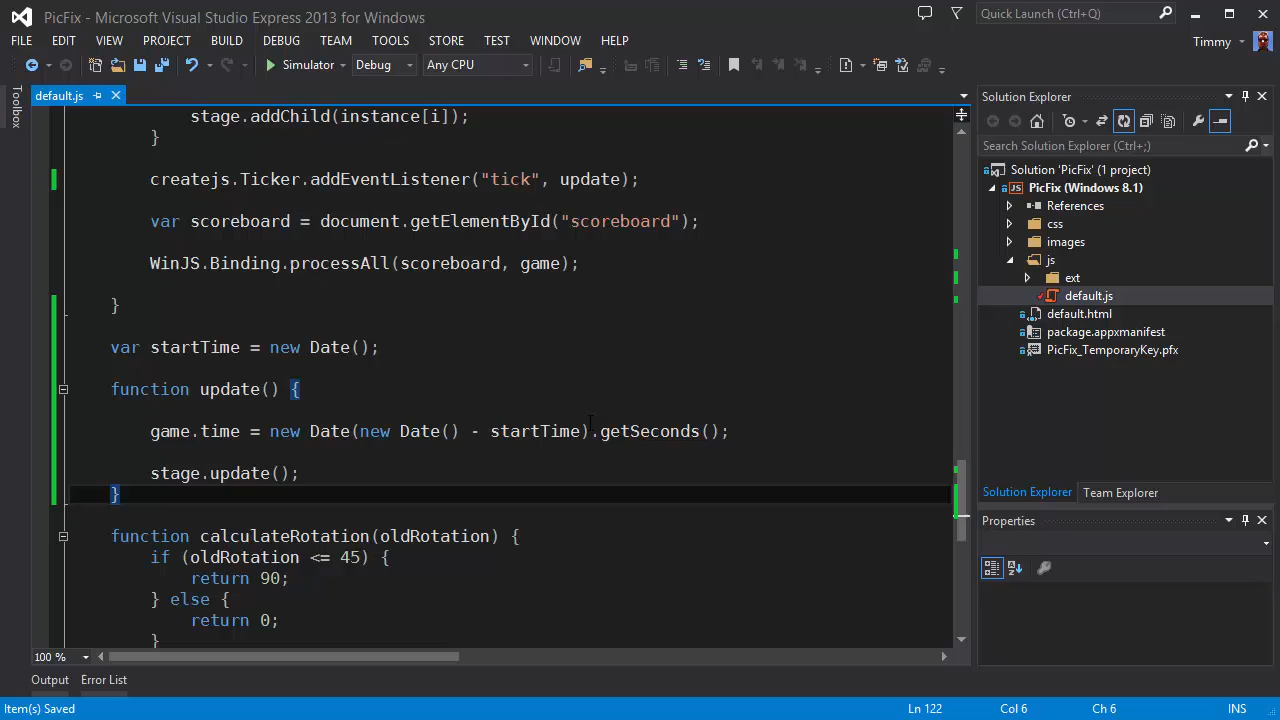 PicFix - Microsoft Visual Studio Express 2013 for Windows
Quick Launch (Ctrl+Q)
FILE EDIT VIEW PROJECT BUILD DEBUG TEAM TOOLS STORE TEST WINDOW HELP
Timmy
Simulator Debug Any CPU
Toolbox
default.js
stage.addChild(instance[i]);
}
createjs.Ticker.addEventListener("tick", update);
var scoreboard = document.getElementById("scoreboard");
WinJS.Binding.processAll(scoreboard, game);
}
var startTime = new Date();
function update() {
game.time = new Date(new Date() - startTime).getSeconds();
stage.update();
}
function calculateRotation(oldRotation) {
if (oldRotation <= 45) {
return 90;
} else {
return 0;
}
100 %
Solution Explorer
Search Solution Explorer (Ctrl+;)
Solution 'PicFix' (1 project)
PicFix (Windows 8.1)
References
css
images
js
ext
default.js
default.html
package.appxmanifest
PicFix_TemporaryKey.pfx
Solution Explorer Team Explorer
Properties
Output Error List
Item(s) Saved Ln 122 Col 6 Ch 6 INS